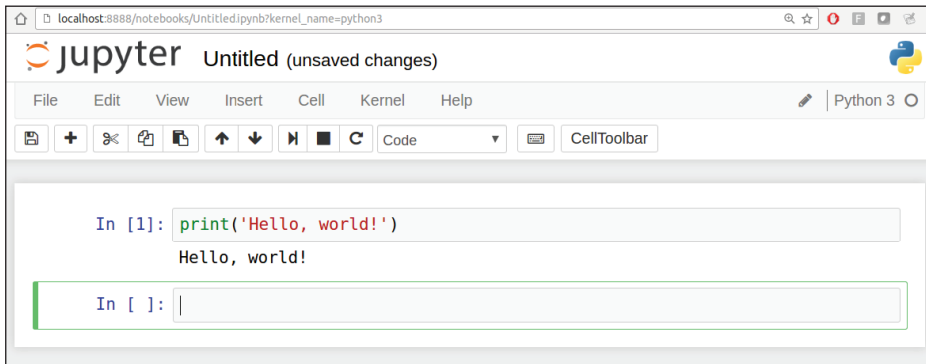 localhost:8888/notebooks/Untitled.ipynb?kernel_name=python3
jupyter Untitled (unsaved changes)
File Edit View Insert Cell Kernel Help Python 3
Code CellToolbar
In [1]: print('Hello, world!')
Hello, world!
In [ ]: